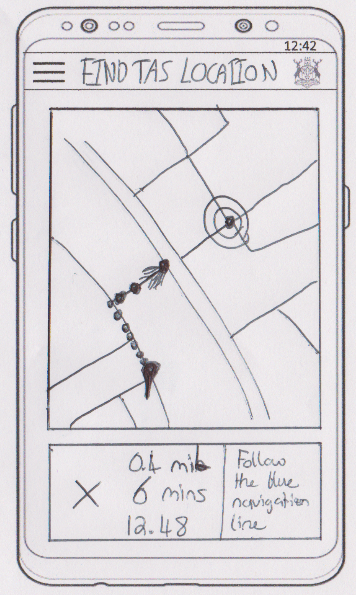 12:42
FIND TAS LOCATION
0.4 mile
6 mins
12.48
Follow
the blue
navigation
line